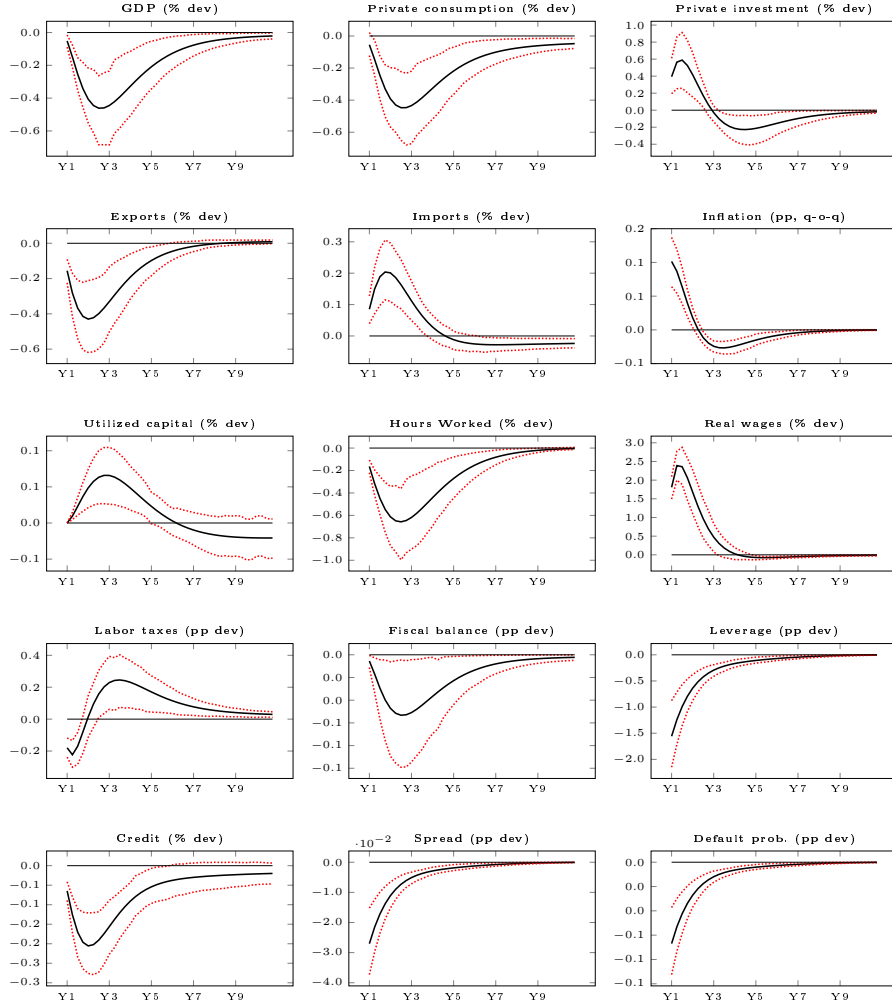 GDP (% dev)
0.0
−0.2
−0.4
−0.6
Y1 Y3 Y5 Y7 Y9
Private consumption (% dev)
0.0
−0.2
−0.4
−0.6
Y1 Y3 Y5 Y7 Y9
Private investment (% dev)
1.0
0.8
0.6
0.4
0.2
0.0
−0.2
−0.4
Y1 Y3 Y5 Y7 Y9
Exports (% dev)
0.0
−0.2
−0.4
−0.6
Y1 Y3 Y5 Y7 Y9
Imports (% dev)
0.3
0.2
0.1
0.0
Y1 Y3 Y5 Y7 Y9
Inflation (pp, q-o-q)
0.2
0.1
0.1
0.0
−0.1
Y1 Y3 Y5 Y7 Y9
Utilized capital (% dev)
0.1
0.1
0.0
−0.1
Y1 Y3 Y5 Y7 Y9
Hours Worked (% dev)
0.0
−0.2
−0.4
−0.6
−0.8
−1.0
Y1 Y3 Y5 Y7 Y9
Real wages (% dev)
3.0
2.5
2.0
1.5
1.0
0.5
0.0
Y1 Y3 Y5 Y7 Y9
Labor taxes (pp dev)
0.4
0.2
0.0
−0.2
Y1 Y3 Y5 Y7 Y9
Fiscal balance (pp dev)
0.0
0.0
−0.0
−0.1
−0.1
−0.1
Y1 Y3 Y5 Y7 Y9
Leverage (pp dev)
0.0
−0.5
−1.0
−1.5
−2.0
Y1 Y3 Y5 Y7 Y9
Credit (% dev)
0.0
−0.1
−0.1
−0.2
−0.2
−0.3
−0.3
Y1 Y3 Y5 Y7 Y9
·10−2
Spread (pp dev)
0.0
−1.0
−2.0
−3.0
−4.0
Y1 Y3 Y5 Y7 Y9
Default prob. (pp dev)
0.0
0.0
0.0
−0.1
−0.1
−0.1
Y1 Y3 Y5 Y7 Y9